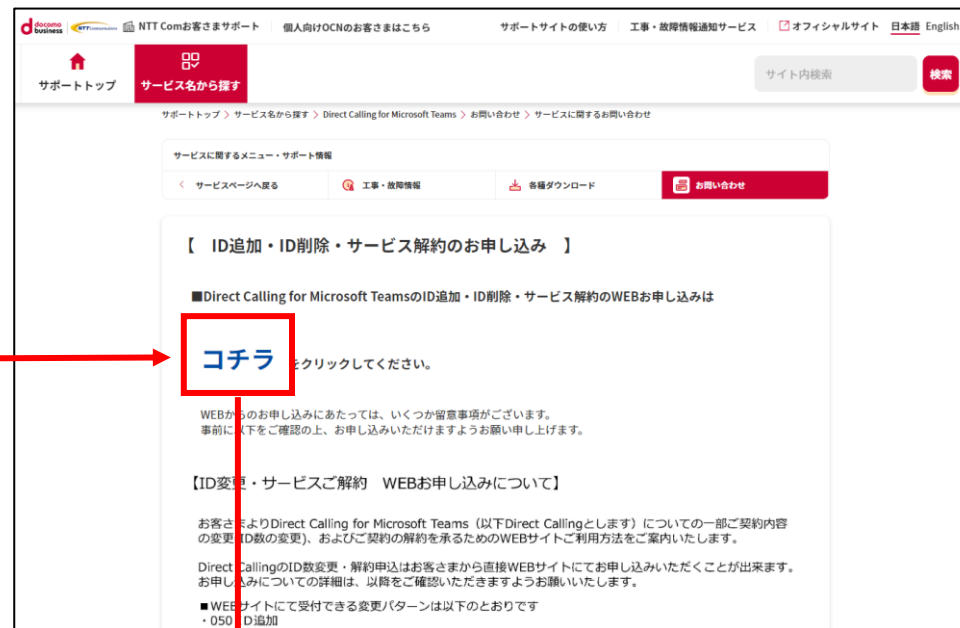 docomo business NTT Comお客さまサポート 個人向けOCNのお客さまはこちら サポートサイトの使い方 工事・故障情報通知サービス オフィシャルサイト 日本語 English
サポートトップ サービス名から探す サイト内検索 検索
サポートトップ > サービス名から探す > Direct Calling for Microsoft Teams > お問い合わせ > サービスに関するお問い合わせ
サービスに関するメニュー・サポート情報
< サービスページへ戻る 工事・故障情報 各種ダウンロード お問い合わせ
【 ID追加・ID削除・サービス解約のお申し込み 】
■Direct Calling for Microsoft TeamsのID追加・ID削除・サービス解約のWEBお申し込みは
コチラ をクリックしてください。
WEBからのお申し込みにあたっては、いくつか留意事項がございます。
事前に以下をご確認の上、お申し込みいただけますようお願い申し上げます。
【ID変更・サービスご解約 WEBお申し込みについて】
お客さまよりDirect Calling for Microsoft Teams（以下Direct Callingとします）についての一部ご契約内容
の変更(ID数の変更)、およびご契約の解約を承るためのWEBサイトご利用方法をご案内いたします。
Direct CallingのID数変更・解約申込はお客さまから直接WEBサイトにてお申し込みいただくことが出来ます。
お申し込みについての詳細は、以降をご確認いただきますようお願いいたします。
■WEBサイトにて受付できる変更パターンは以下のとおりです
・050 ID追加